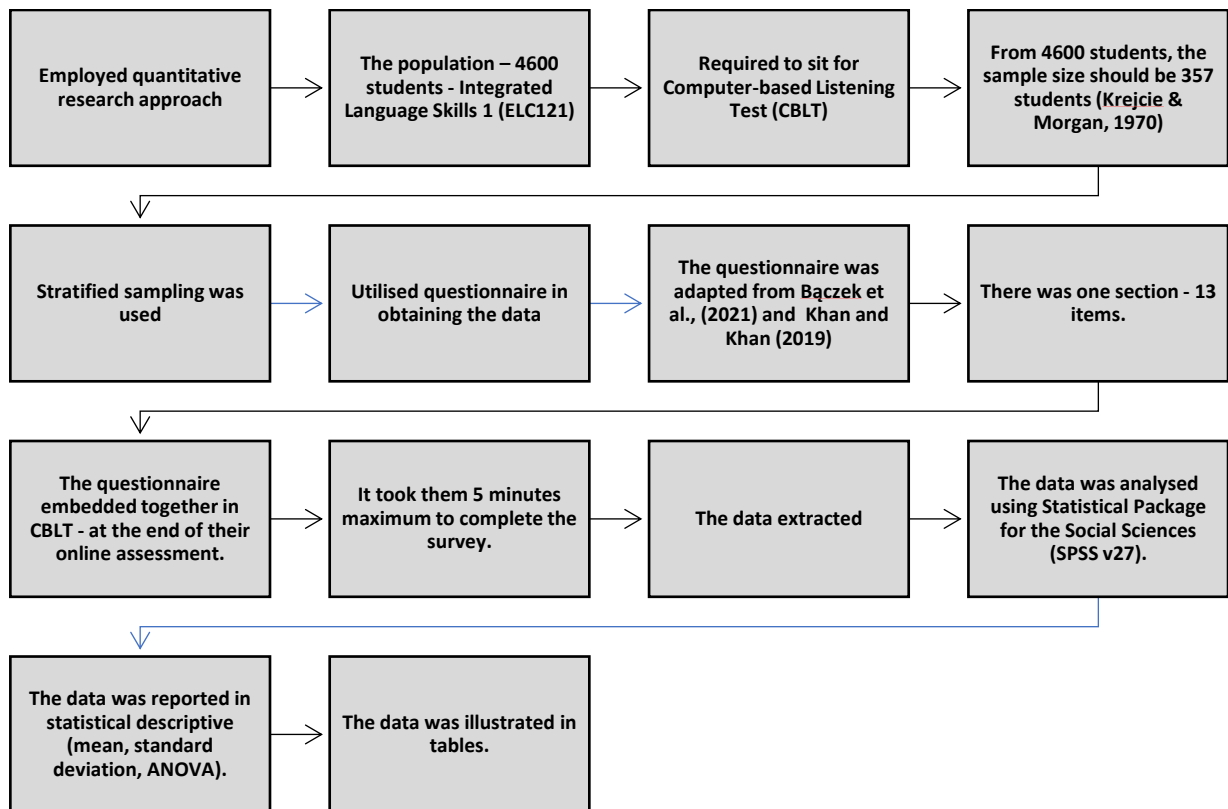 Employed quantitative
research approach
The population – 4600
students - Integrated
Language Skills 1 (ELC121)
Required to sit for
Computer-based Listening
Test (CBLT)
From 4600 students, the
sample size should be 357
students (Krejcie &
Morgan, 1970)
Stratified sampling was
used
Utilised questionnaire in
obtaining the data
The questionnaire was
adapted from Bączek et
al., (2021) and Khan and
Khan (2019)
There was one section - 13
items.
The questionnaire
embedded together in
CBLT - at the end of their
online assessment.
It took them 5 minutes
maximum to complete the
survey.
The data extracted
The data was analysed
using Statistical Package
for the Social Sciences
(SPSS v27).
The data was reported in
statistical descriptive
(mean, standard
deviation, ANOVA).
The data was illustrated in
tables.